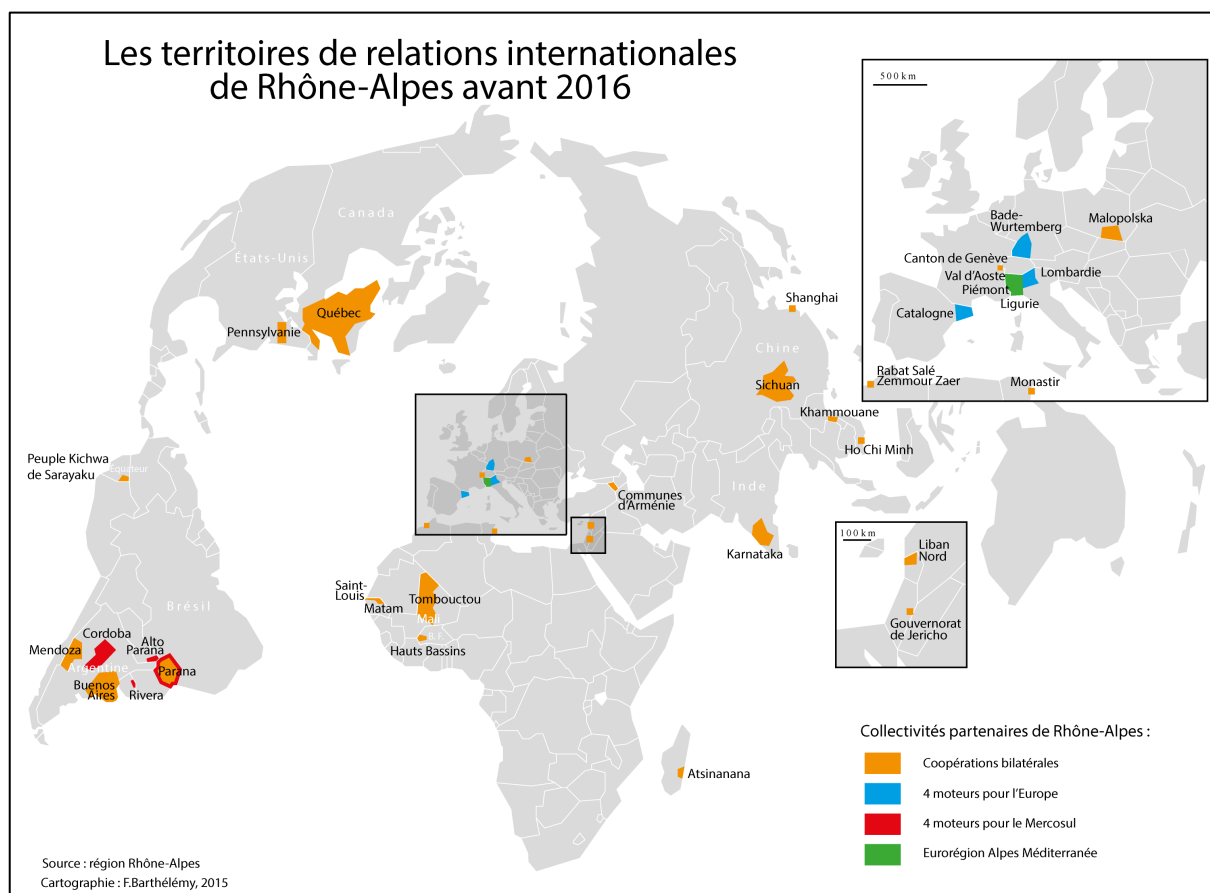 Les territoires de relations internationales
de Rhône-Alpes avant 2016
500 km
Bade-
Wurtemberg
Malopolska
Canton de Genève
Val d'Aoste
Lombardie
Piémont
Ligurie
Catalogne
Rabat Salé
Zemmour Zaer
Monastir
Canada
États-Unis
Québec
Pennsylvanie
Shanghai
Chine
Sichuan
Khammouane
Ho Chi Minh
Peuple Kichwa
de Sarayaku
Équateur
Communes
d'Arménie
Inde
Karnataka
100 km
Liban
Nord
Gouvernorat
de Jericho
Saint-
Louis
Matam
Tombouctou
Mali
B. F.
Hauts Bassins
Brésil
Cordoba
Alto
Parana
Mendoza
Argentine
Parana
Buenos
Aires
Rivera
Atsinanana
Collectivités partenaires de Rhône-Alpes :
Coopérations bilatérales
4 moteurs pour l'Europe
4 moteurs pour le Mercosul
Eurorégion Alpes Méditerranée
Source : région Rhône-Alpes
Cartographie : F.Barthélémy, 2015